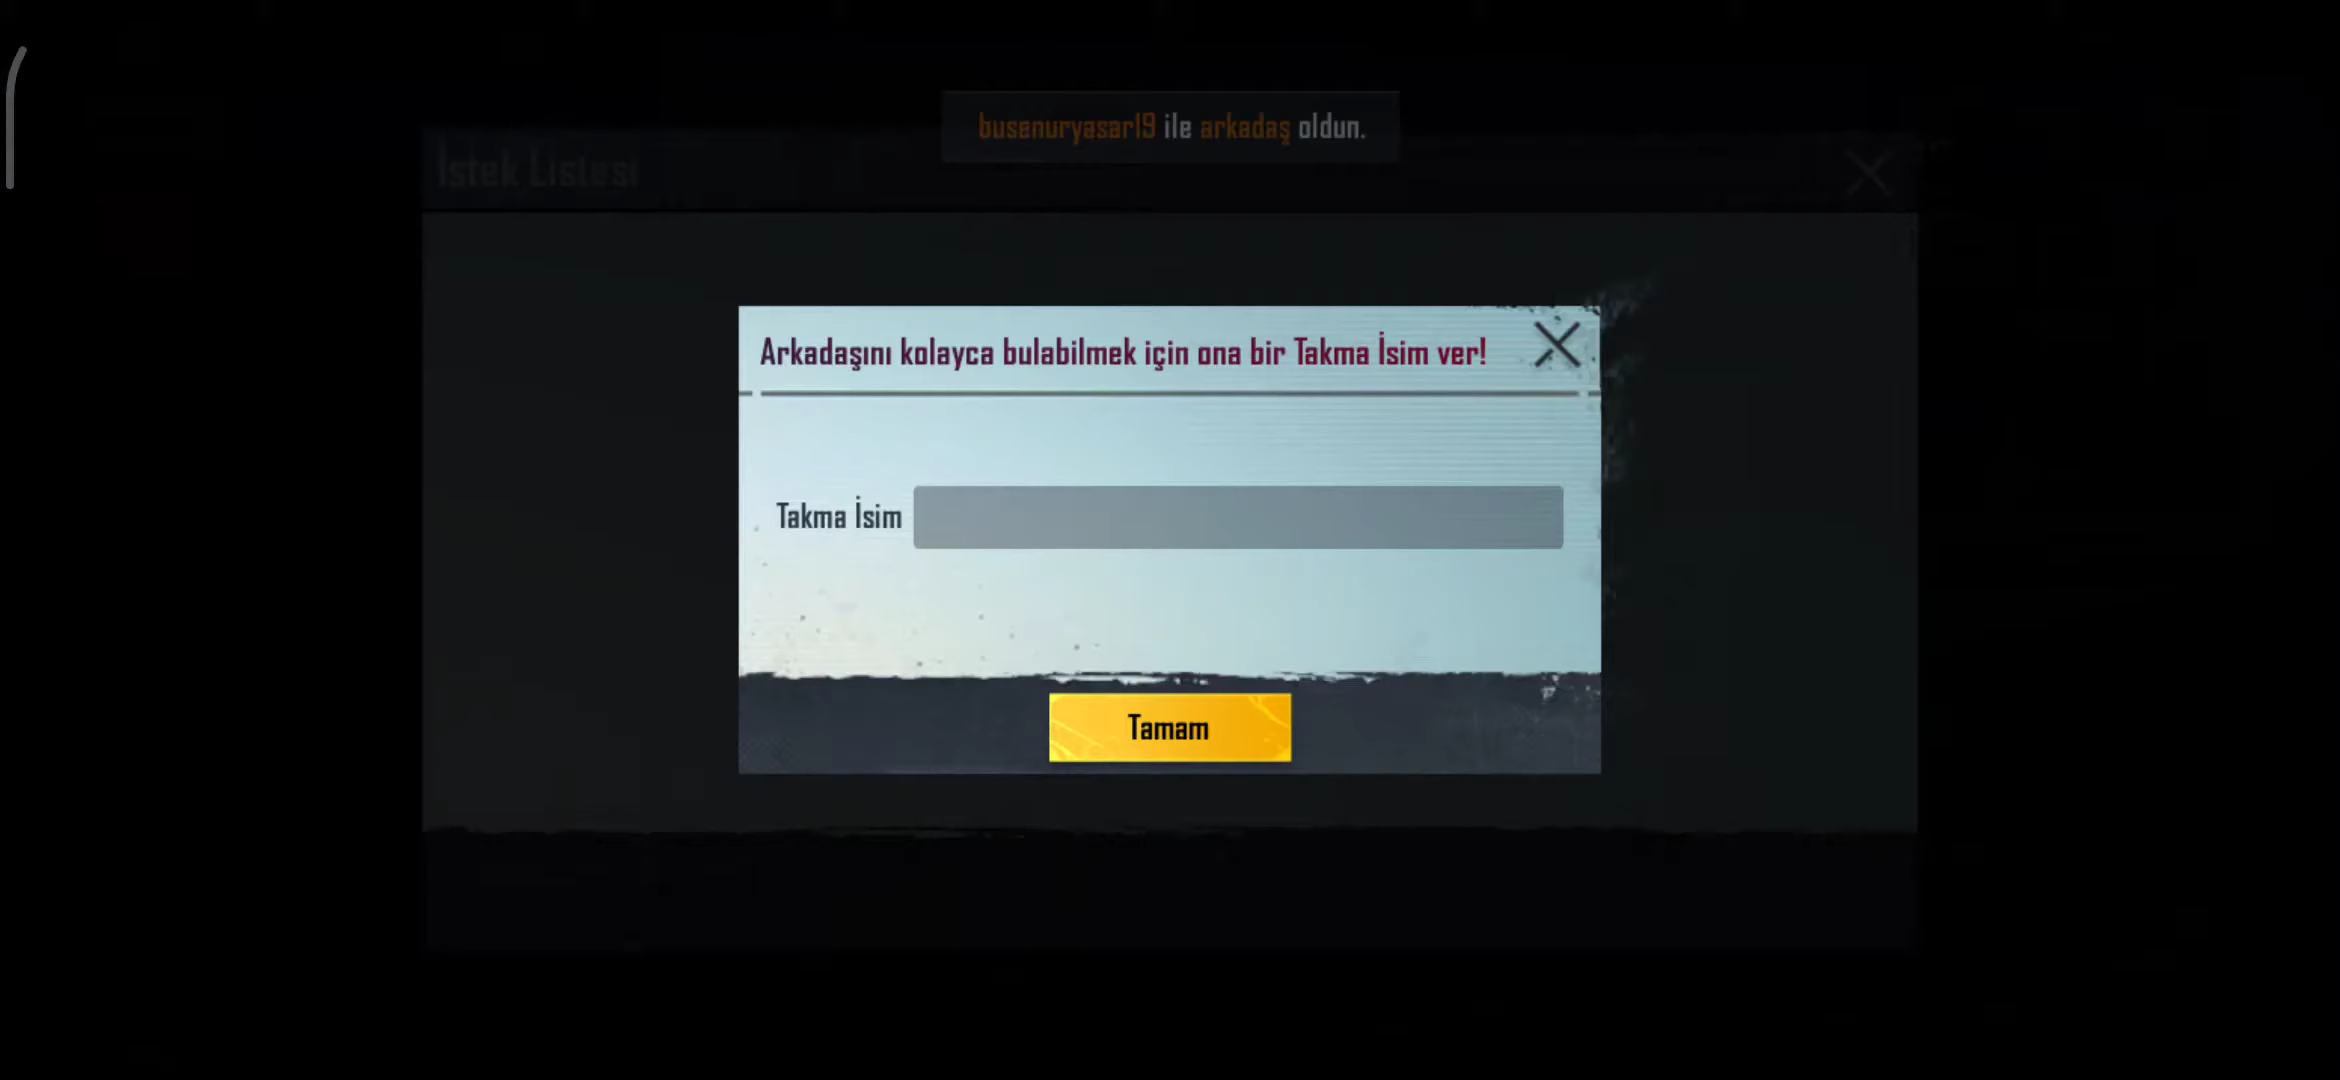 busenuryasar19 ile arkadaş oldun.
İstek Listesi
Arkadaşını kolayca bulabilmek için ona bir Takma İsim ver!
Takma İsim
Tamam